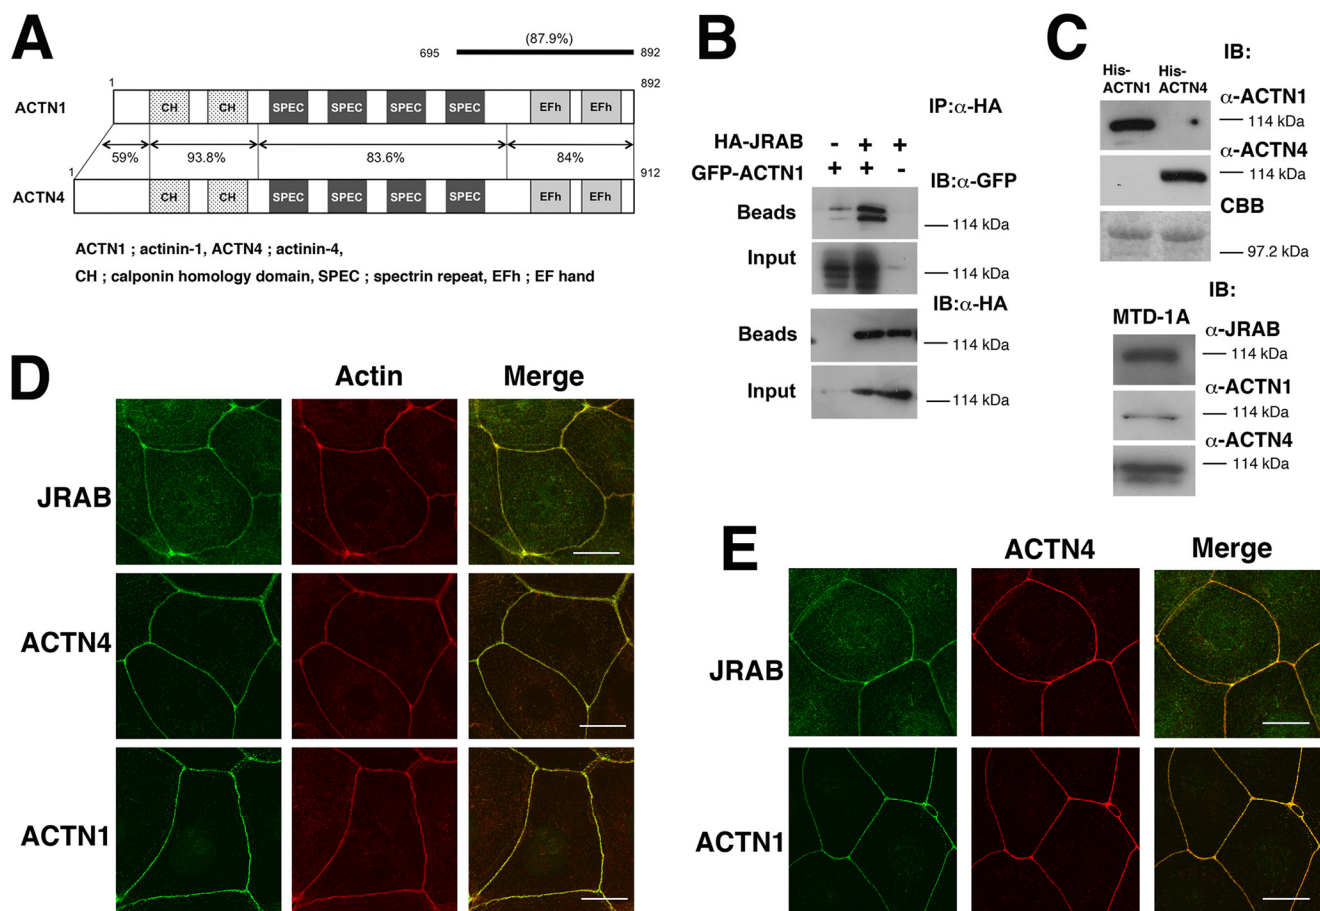 A
(87.9%)
695
892
1
892
ACTN1
CH
CH
SPEC
SPEC
SPEC
SPEC
EFh
EFh
59%
93.8%
83.6%
84%
1
912
ACTN4
CH
CH
SPEC
SPEC
SPEC
SPEC
EFh
EFh
ACTN1 ; actinin-1, ACTN4 ; actinin-4,
CH ; calponin homology domain, SPEC ; spectrin repeat, EFh ; EF hand
B
IP:α-HA
HA-JRAB - + +
GFP-ACTN1 + + -
IB:α-GFP
Beads
114 kDa
Input
114 kDa
IB:α-HA
Beads
114 kDa
Input
114 kDa
C
IB:
His-
ACTN1
His-
ACTN4
α-ACTN1
114 kDa
α-ACTN4
114 kDa
CBB
97.2 kDa
IB:
MTD-1A
α-JRAB
114 kDa
α-ACTN1
114 kDa
α-ACTN4
114 kDa
D
Actin
Merge
JRAB
ACTN4
ACTN1
E
ACTN4
Merge
JRAB
ACTN1